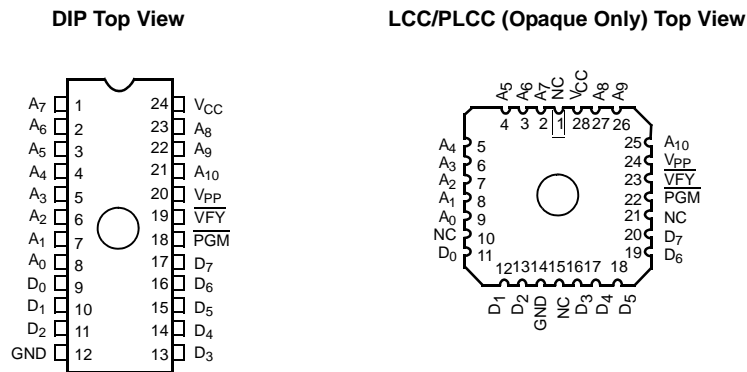 DIP Top View
A7 1 24 VCC
A6 2 23 A8
A5 3 22 A9
A4 4 21 A10
A3 5 20 VPP
A2 6 19 VFY
A1 7 18 PGM
A0 8 17 D7
D0 9 16 D6
D1 10 15 D5
D2 11 14 D4
GND 12 13 D3
LCC/PLCC (Opaque Only) Top View
A5 A6 A7 NC VCC A8 A9
4 3 2 1 28 27 26
A4 5 25 A10
A3 6 24 VPP
A2 7 23 VFY
A1 8 22 PGM
A0 9 21 NC
NC 10 20 D7
D0 11 19 D6
12 13 14 15 16 17 18
D1 D2 GND NC D3 D4 D5